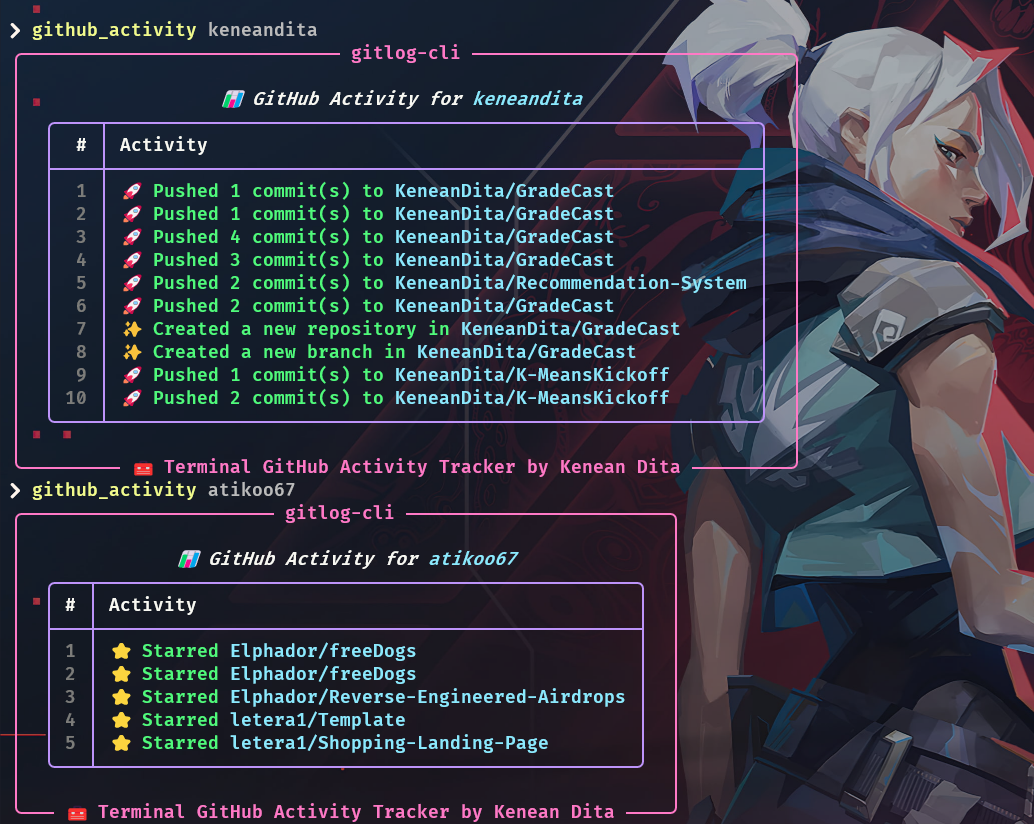 ❯ github_activity keneandita
gitlog-cli
📊 GitHub Activity for keneandita
# Activity
1 🚀 Pushed 1 commit(s) to KeneanDita/GradeCast
2 🚀 Pushed 1 commit(s) to KeneanDita/GradeCast
3 🚀 Pushed 4 commit(s) to KeneanDita/GradeCast
4 🚀 Pushed 3 commit(s) to KeneanDita/GradeCast
5 🚀 Pushed 2 commit(s) to KeneanDita/Recommendation-System
6 🚀 Pushed 2 commit(s) to KeneanDita/GradeCast
7 ✨ Created a new repository in KeneanDita/GradeCast
8 ✨ Created a new branch in KeneanDita/GradeCast
9 🚀 Pushed 1 commit(s) to KeneanDita/K-MeansKickoff
10 🚀 Pushed 2 commit(s) to KeneanDita/K-MeansKickoff
📟 Terminal GitHub Activity Tracker by Kenean Dita
❯ github_activity atikoo67
gitlog-cli
📊 GitHub Activity for atikoo67
# Activity
1 ⭐ Starred Elphador/freeDogs
2 ⭐ Starred Elphador/freeDogs
3 ⭐ Starred Elphador/Reverse-Engineered-Airdrops
4 ⭐ Starred letera1/Template
5 ⭐ Starred letera1/Shopping-Landing-Page
📟 Terminal GitHub Activity Tracker by Kenean Dita